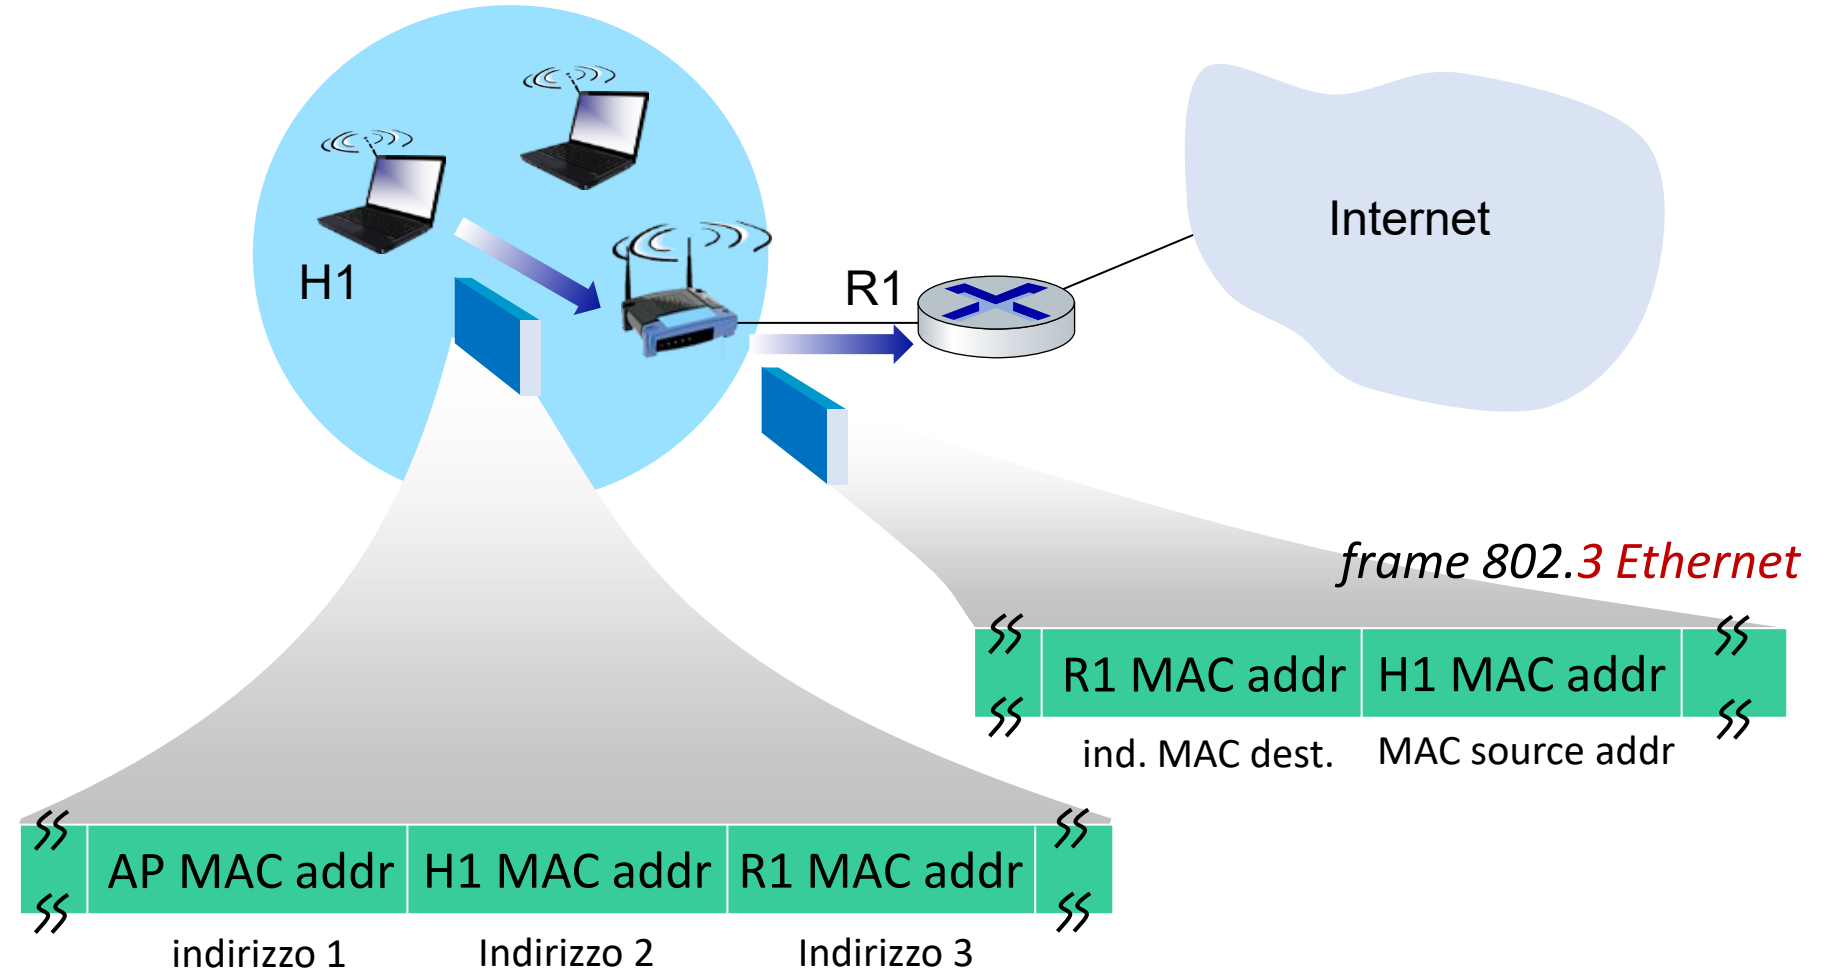 H1
R1
Internet
frame 802.3 Ethernet
R1 MAC addr H1 MAC addr
ind. MAC dest. MAC source addr
AP MAC addr H1 MAC addr R1 MAC addr
indirizzo 1 Indirizzo 2 Indirizzo 3